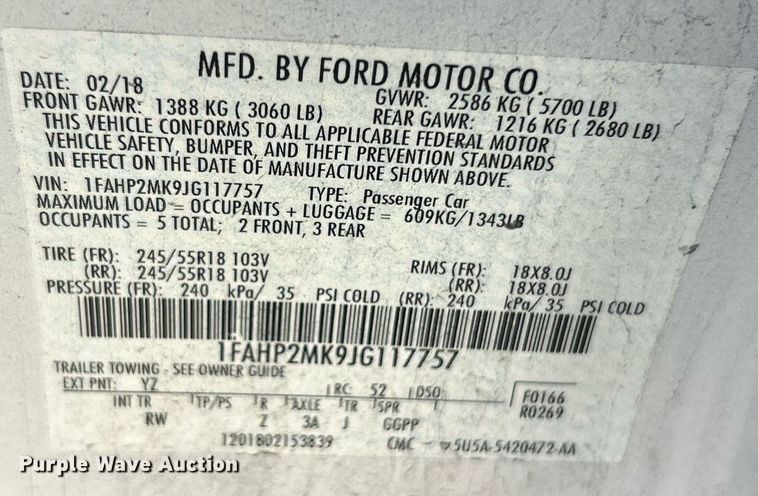 MFD. BY FORD MOTOR CO.
DATE: 02/18 GVWR: 2586 KG ( 5700 LB)
FRONT GAWR: 1388 KG ( 3060 LB) REAR GAWR: 1216 KG ( 2680 LB)
THIS VEHICLE CONFORMS TO ALL APPLICABLE FEDERAL MOTOR
VEHICLE SAFETY, BUMPER, AND THEFT PREVENTION STANDARDS
IN EFFECT ON THE DATE OF MANUFACTURE SHOWN ABOVE.
VIN: 1FAHP2MK9JG117757 TYPE: Passenger Car
MAXIMUM LOAD = OCCUPANTS + LUGGAGE = 609KG/1343LB
OCCUPANTS = 5 TOTAL; 2 FRONT, 3 REAR
TIRE (FR): 245/55R18 103V RIMS (FR): 18X8.0J
(RR): 245/55R18 103V (RR): 18X8.0J
PRESSURE (FR): 240 kPa/ 35 PSI COLD (RR): 240 kPa/ 35 PSI COLD
1FAHP2MK9JG117757
TRAILER TOWING - SEE OWNER GUIDE
EXT PNT: YZ RC: 52 DSO: F0166
INT TR TP/PS R AXLE TR SPR R0269
RW Z 3A J GGPP
1201802153839 CMC 5U5A-5420472-AA
Purple Wave Auction